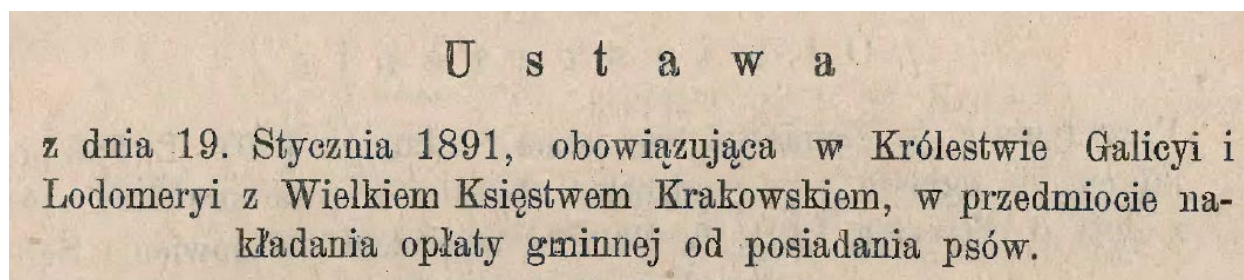 Ustawa
z dnia 19. Stycznia 1891, obowiązująca w Królestwie Galicyi i
Lodomeryi z Wielkiem Księstwem Krakowskiem, w przedmiocie na-
kładania opłaty gminnej od posiadania psów.